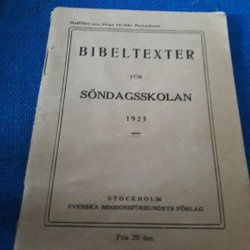 BIBELTEXTER
FÖR
SÖNDAGSSKOLAN
1923
STOCKHOLM
SVENSKA MISSIONSFÖRBUNDETS FÖRLAG
Pris 20 öre.